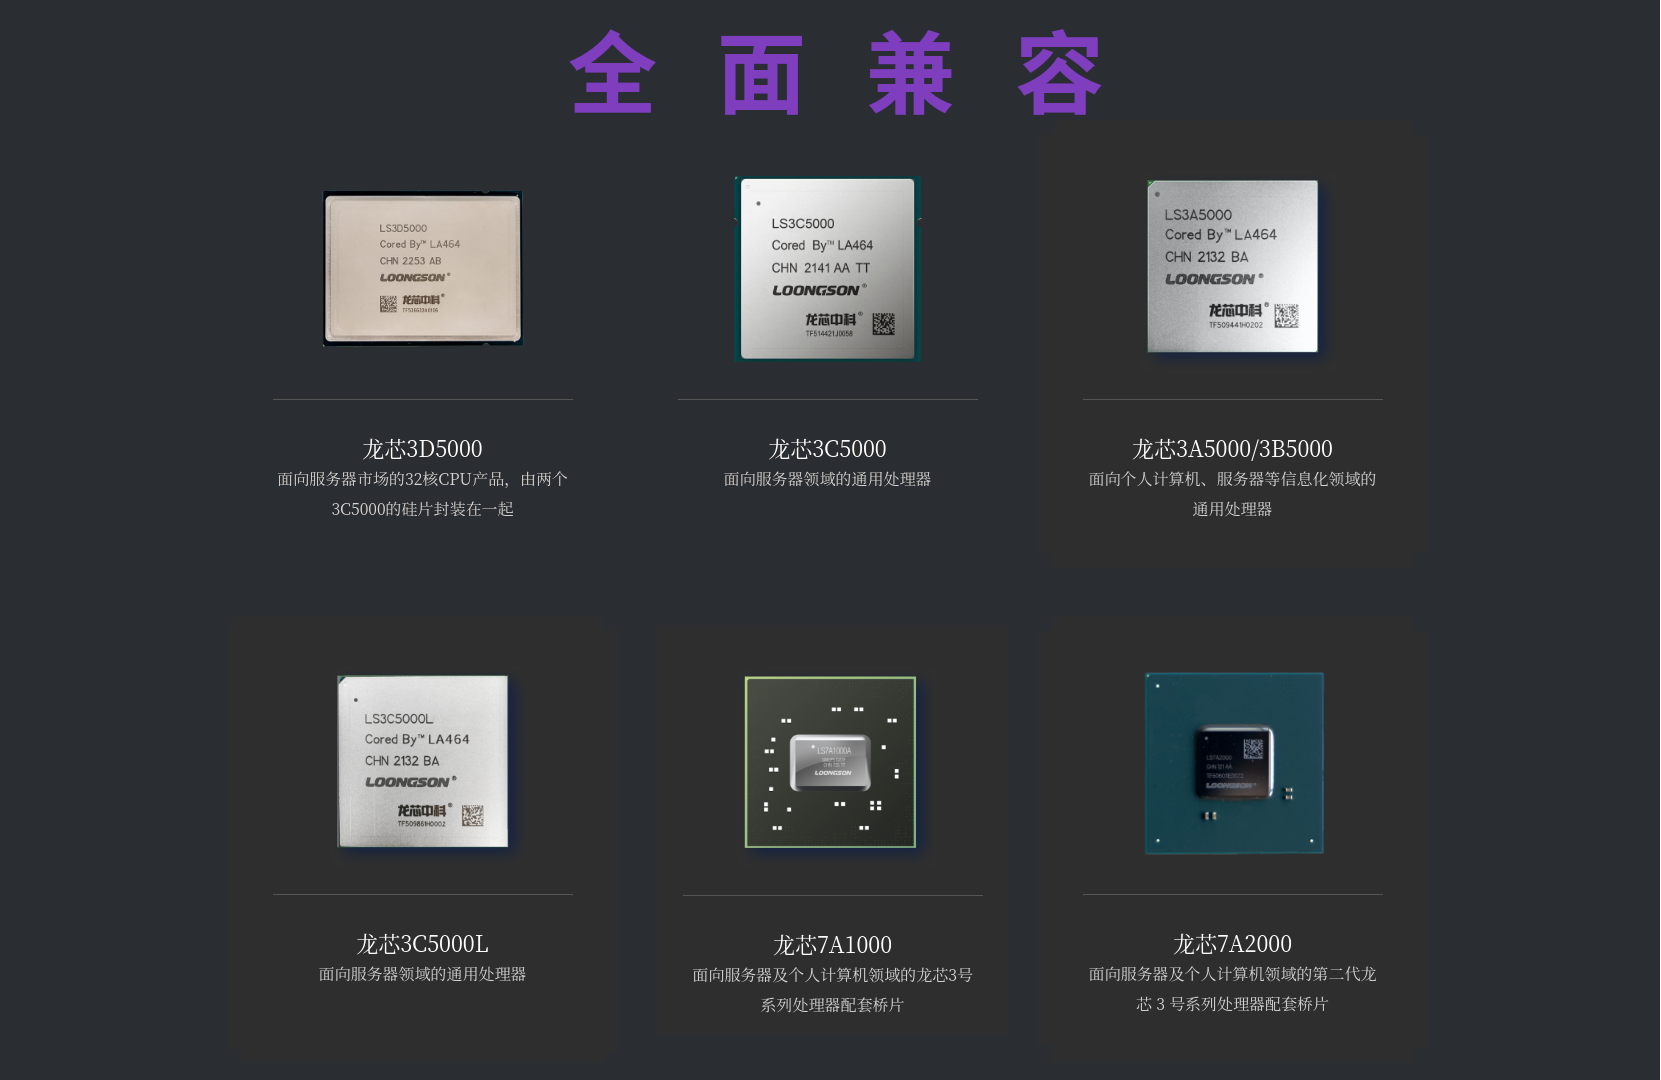 全面兼容
LS3D5000
Cored By™ LA464
CHN 2253 AB
LOONGSON®
龙芯中科®
龙芯3D5000
面向服务器市场的32核CPU产品，由两个
3C5000的硅片封装在一起
LS3C5000
Cored By™ LA464
CHN 2141 AA TT
LOONGSON®
龙芯中科®
TF514421J0058
龙芯3C5000
面向服务器领域的通用处理器
LS3A5000
Cored By™ LA464
CHN 2132 BA
LOONGSON®
龙芯中科®
TF509441H0202
龙芯3A5000/3B5000
面向个人计算机、服务器等信息化领域的
通用处理器
LS3C5000L
Cored By™ LA464
CHN 2132 BA
LOONGSON®
龙芯中科®
TF509861H0002
龙芯3C5000L
面向服务器领域的通用处理器
LS7A1000A
LOONGSON
龙芯7A1000
面向服务器及个人计算机领域的龙芯3号
系列处理器配套桥片
LS7A2000
LOONGSON
龙芯7A2000
面向服务器及个人计算机领域的第二代龙
芯 3 号系列处理器配套桥片